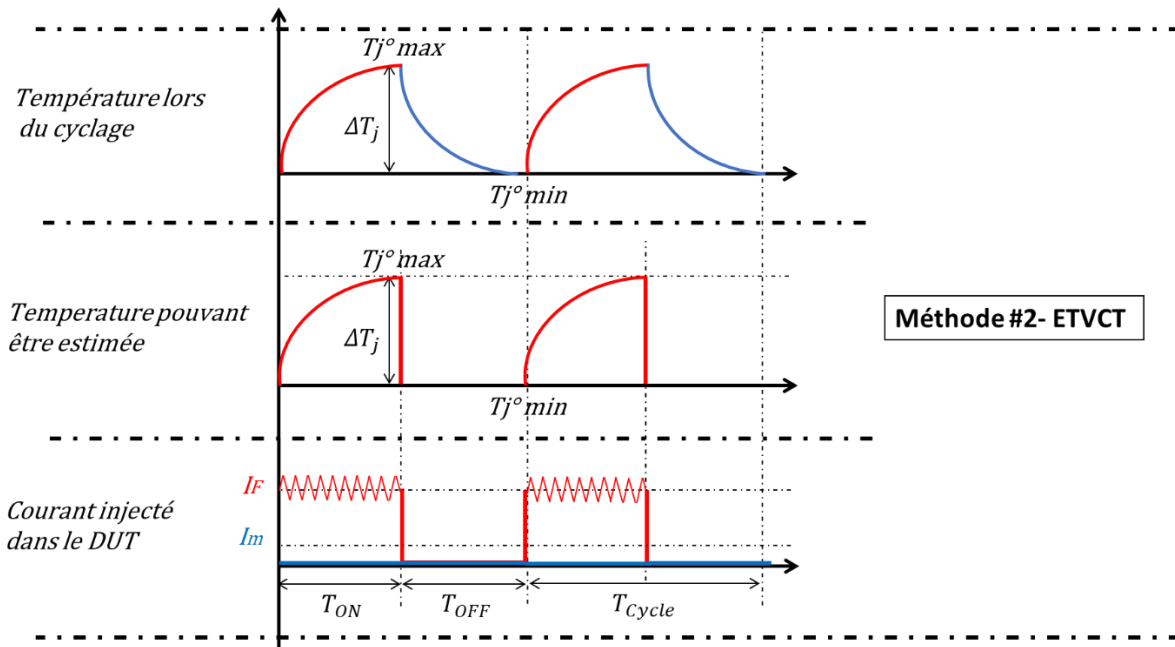 Tj° max
Température lors
du cyclage
ΔTj
Tj° min
Tj° max
Temperature pouvant
être estimée
ΔTj
Méthode #2- ETVCT
Tj° min
IF
Courant injecté
dans le DUT
Im
TON
TOFF
TCycle